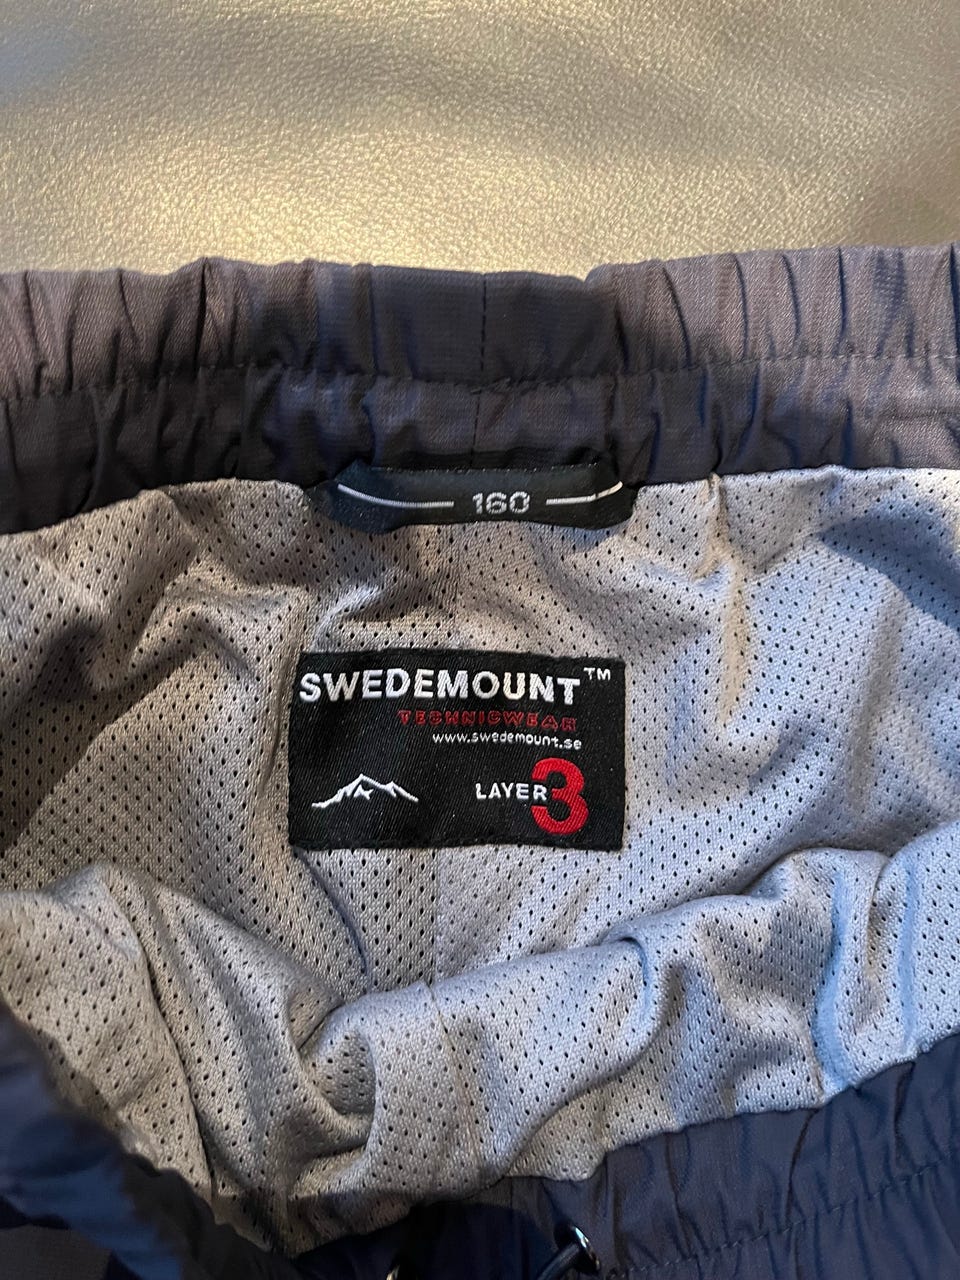 160
SWEDEMOUNT™
TECHNICWEAR
www.swedemount.se
LAYER3